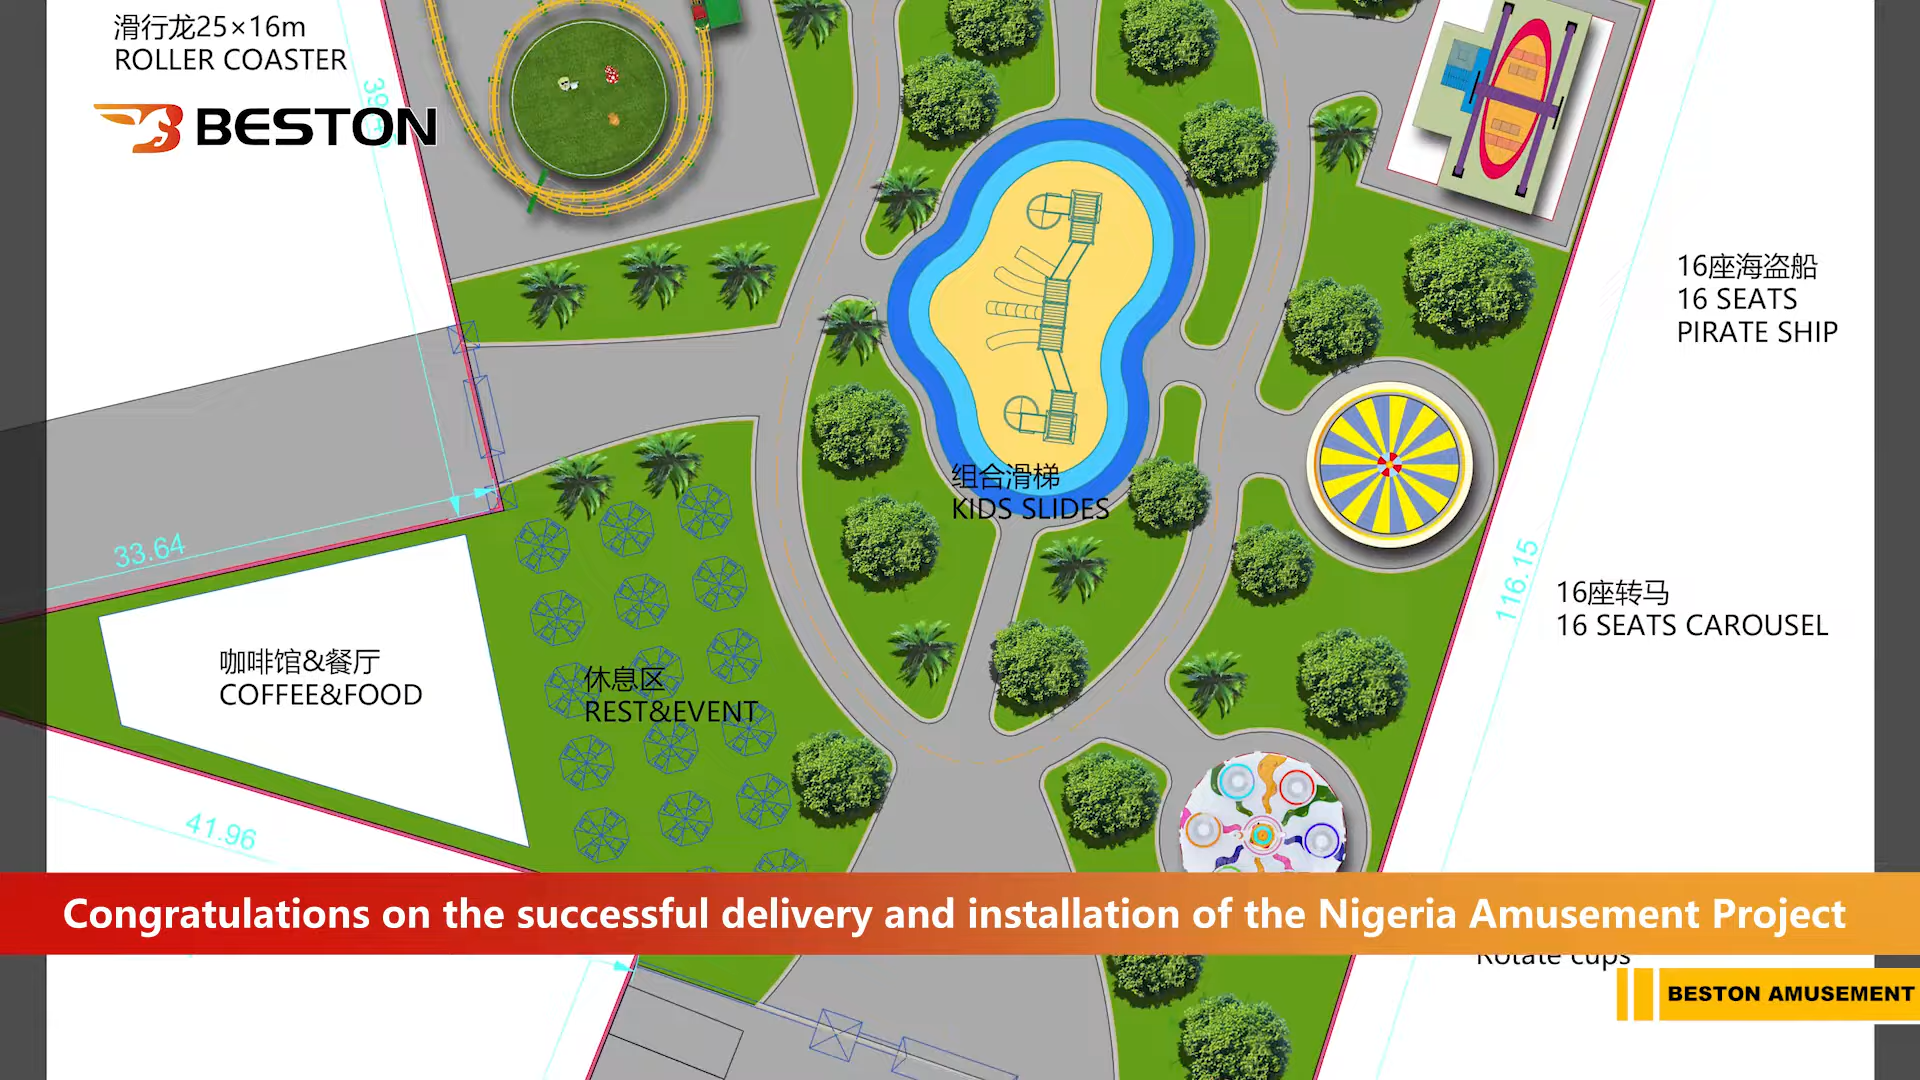 滑行龙25×16m
ROLLER COASTER
BESTON
16座海盗船
16 SEATS
PIRATE SHIP
组合滑梯
KIDS SLIDES
33.64
116.15
16座转马
16 SEATS CAROUSEL
咖啡馆&餐厅
COFFEE&FOOD
休息区
REST&EVENT
41.96
Congratulations on the successful delivery and installation of the Nigeria Amusement Project
Rotate cups
BESTON AMUSEMENT